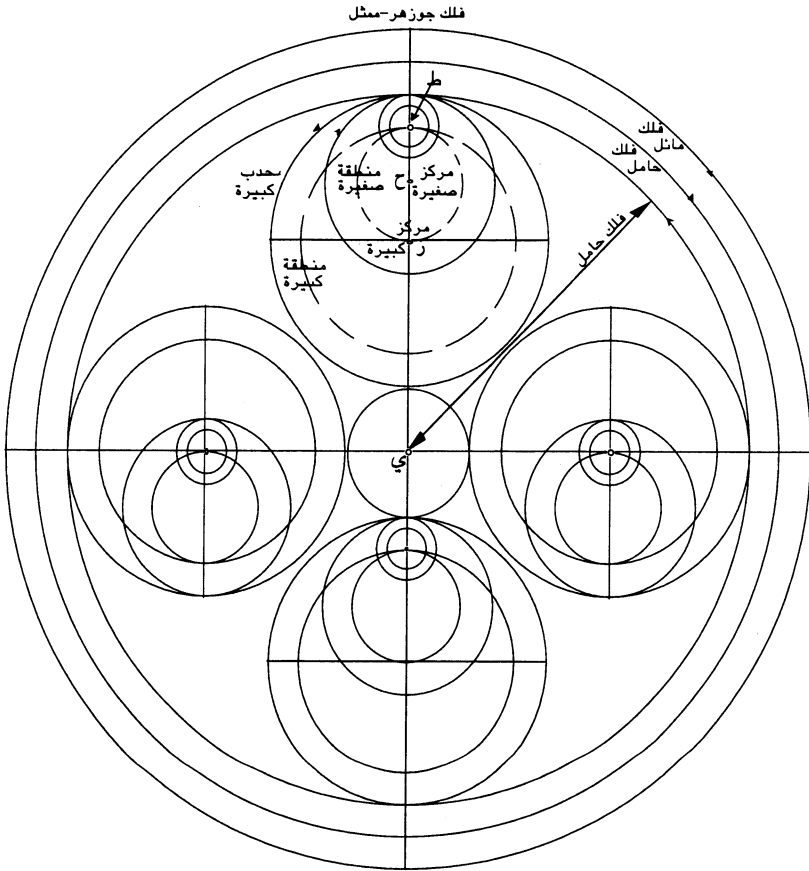 فلك جوزهر-ممثل
ط
فلك
مائل
فلك
حامل
محدب
كبيرة
منطقة
صغيرة
ح
مركز
صغيرة
مركز
كبيرة
ر
منطقة
كبيرة
فلك حامل
ي